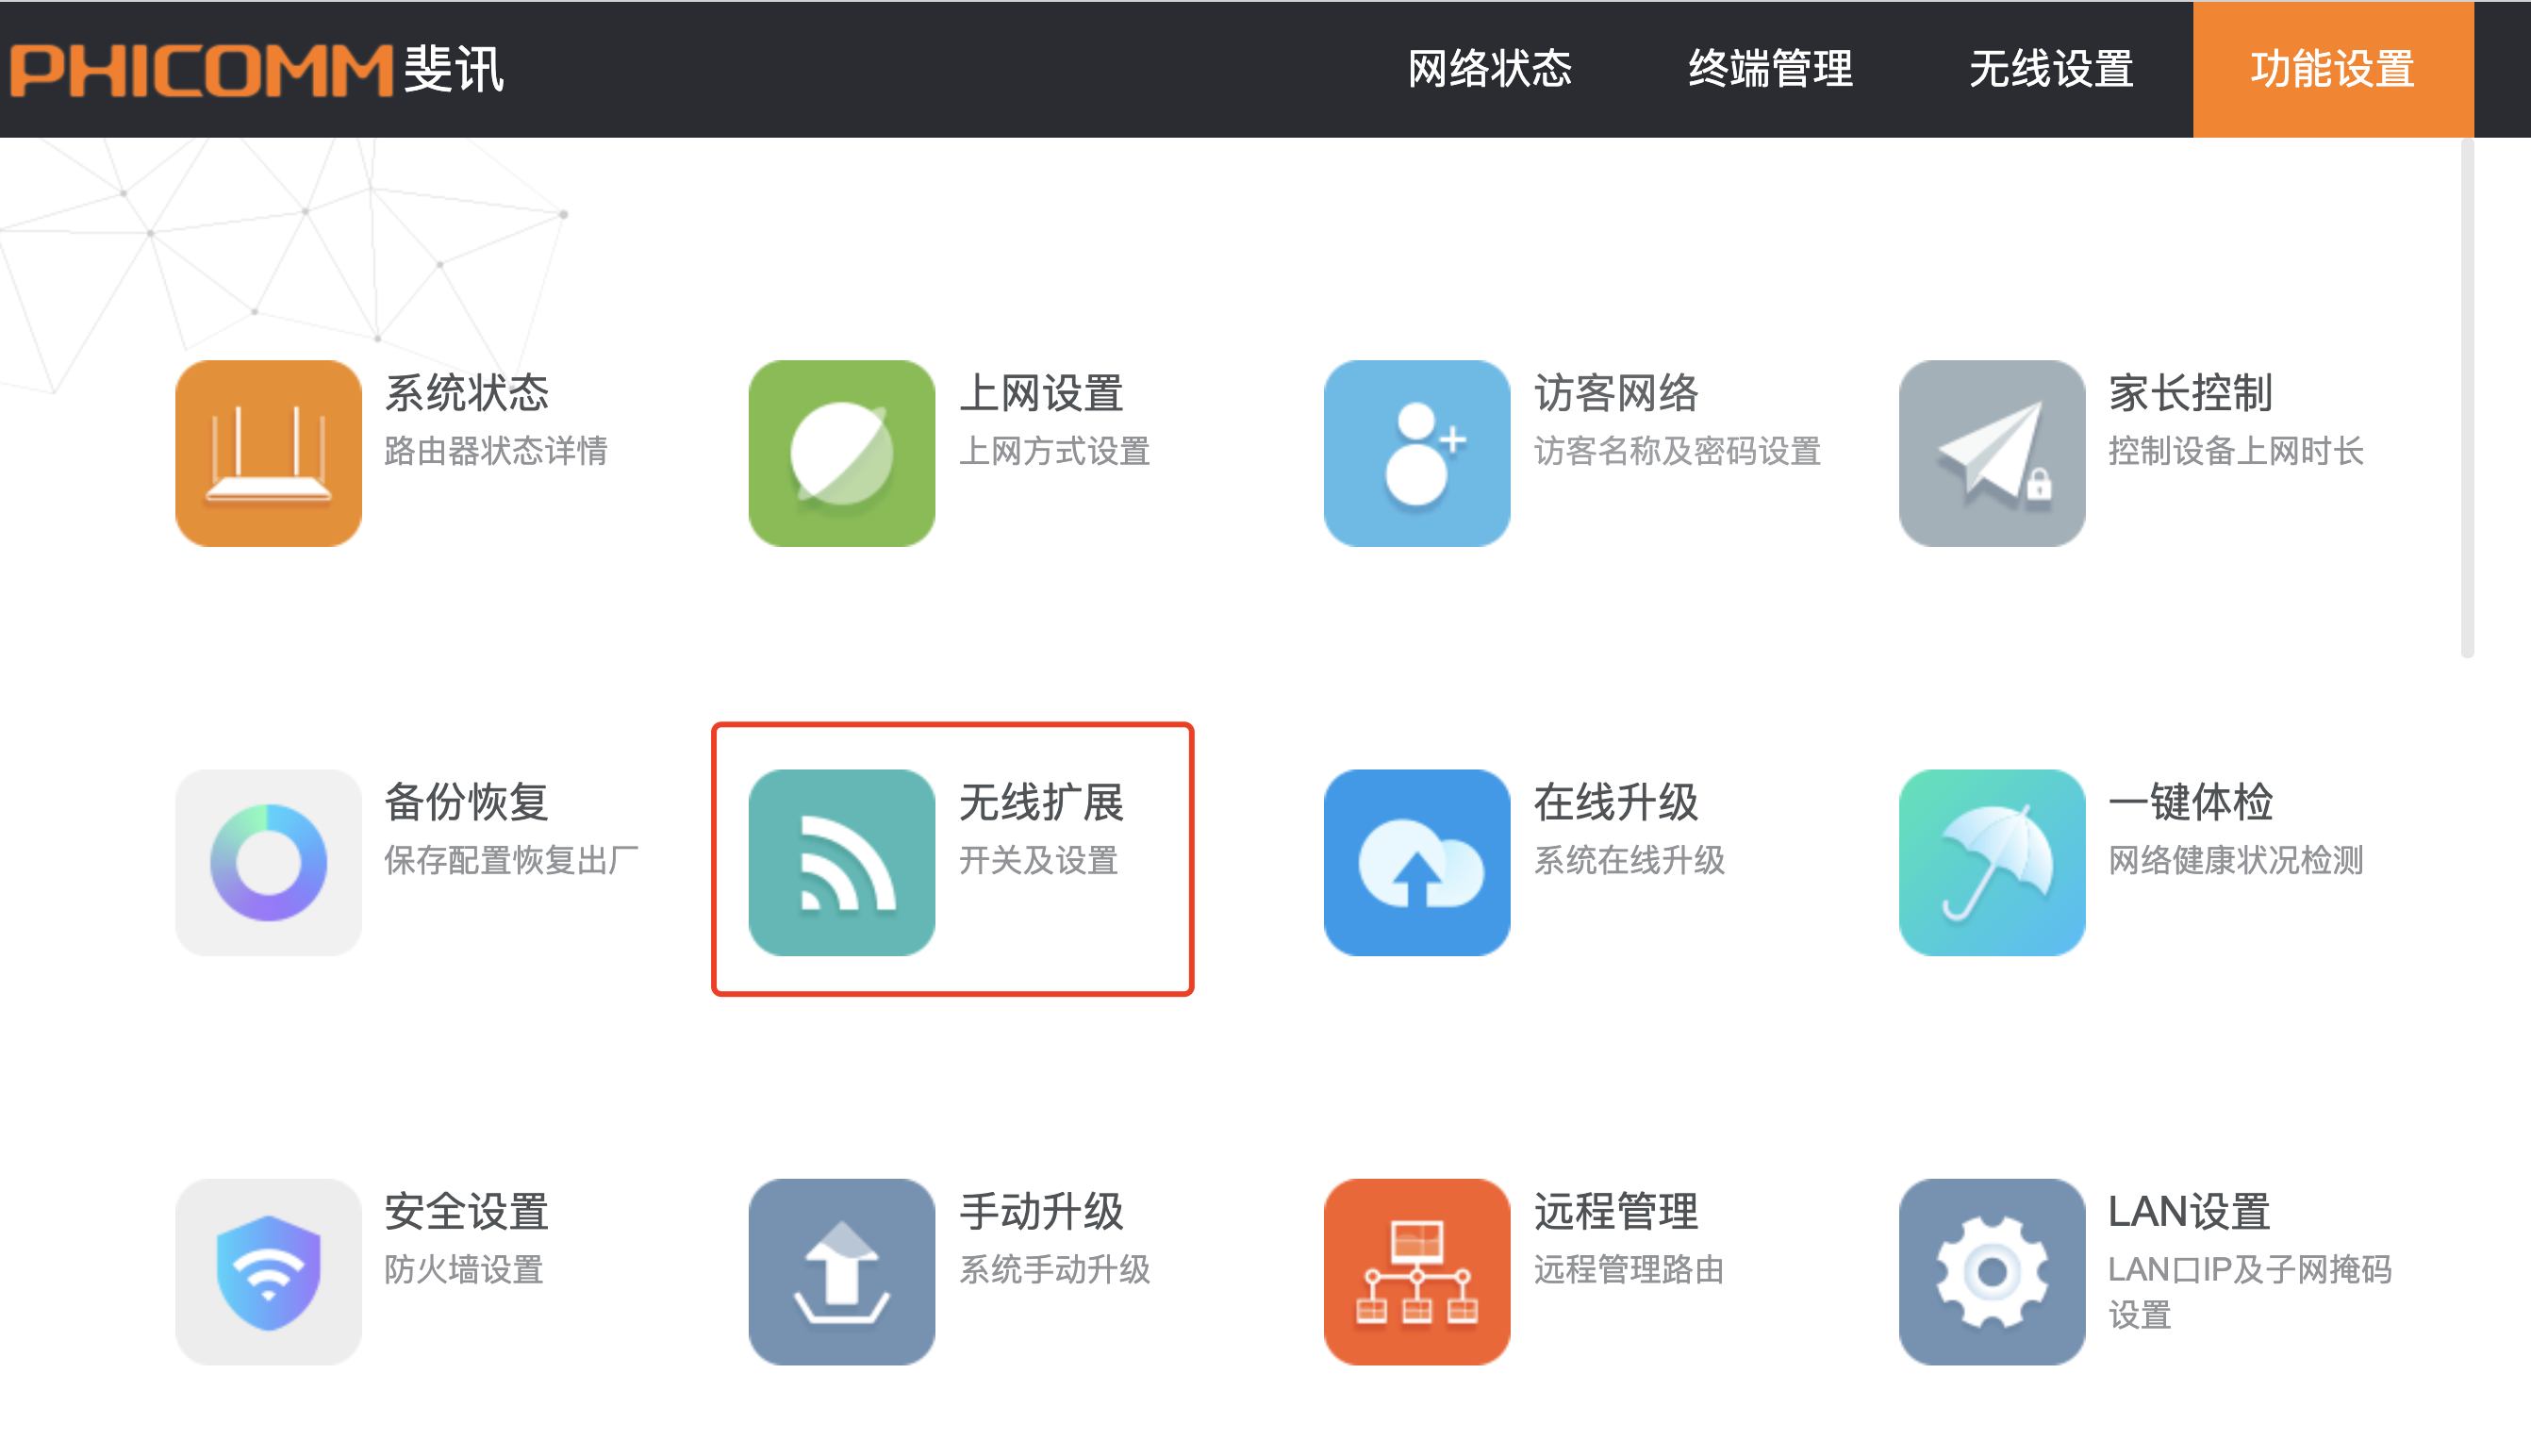 PHICOMM 斐讯
网络状态 终端管理 无线设置 功能设置
系统状态
路由器状态详情
上网设置
上网方式设置
访客网络
访客名称及密码设置
家长控制
控制设备上网时长
备份恢复
保存配置恢复出厂
无线扩展
开关及设置
在线升级
系统在线升级
一键体检
网络健康状况检测
安全设置
防火墙设置
手动升级
系统手动升级
远程管理
远程管理路由
LAN设置
LAN口IP及子网掩码
设置